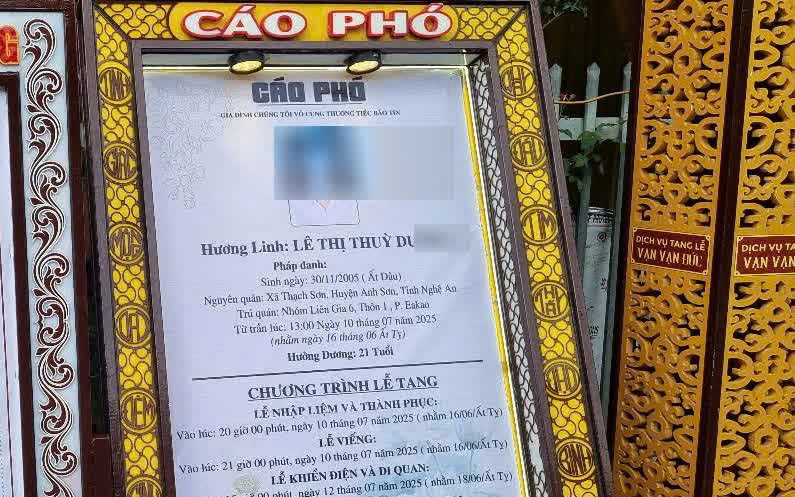 CÁO PHÓ
CÁO PHÓ
GIA ĐÌNH CHÚNG TÔI VÔ CÙNG THƯƠNG TIẾC BÁO TIN
Hương Linh: LÊ THỊ THUỲ DƯ
Pháp danh:
Sinh ngày: 30/11/2005 ( Ất Dậu)
Nguyên quán: Xã Thạch Sơn, Huyện Anh Sơn, Tỉnh Nghệ An
Trú quán: Nhóm Liên Gia 6, Thôn 1 , P. Eakao
Từ trần lúc: 13:00 Ngày 10 tháng 07 năm 2025
(nhằm ngày 16 tháng 06 Ất Tỵ)
Hưởng Dương: 21 Tuổi
CHƯƠNG TRÌNH LỄ TANG
LỄ NHẬP LIỆM VÀ THÀNH PHỤC:
Vào lúc: 20 giờ 00 phút, ngày 10 tháng 07 năm 2025 ( nhằm 16/06/Ất Tỵ)
LỄ VIẾNG:
Vào lúc: 21 giờ 00 phút, ngày 10 tháng 07 năm 2025 ( nhằm 16/06/Ất Tỵ)
LỄ KHIỂN ĐIỆN VÀ DI QUAN:
giờ 00 phút, ngày 12 tháng 07 năm 2025 ( nhằm 18/06/Ất Tỵ)
DỊCH VỤ TANG LỄ
VẠN VẠN ĐỨC
DỊCH VỤ TANG LỄ
VẠN VẠN